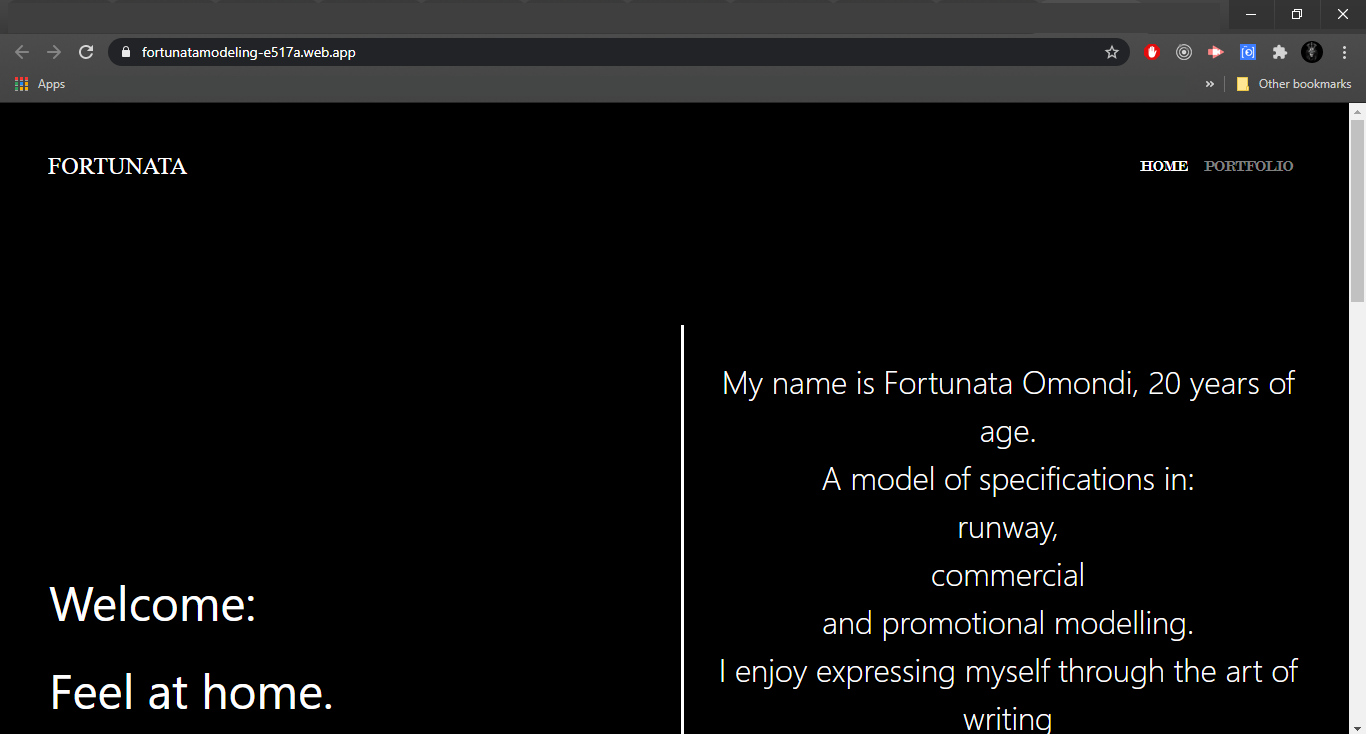 fortunatamodeling-e517a.web.app
Apps
»
Other bookmarks
FORTUNATA
HOME PORTFOLIO
Welcome:
Feel at home.
My name is Fortunata Omondi, 20 years of
age.
A model of specifications in:
runway,
commercial
and promotional modelling.
I enjoy expressing myself through the art of
writing